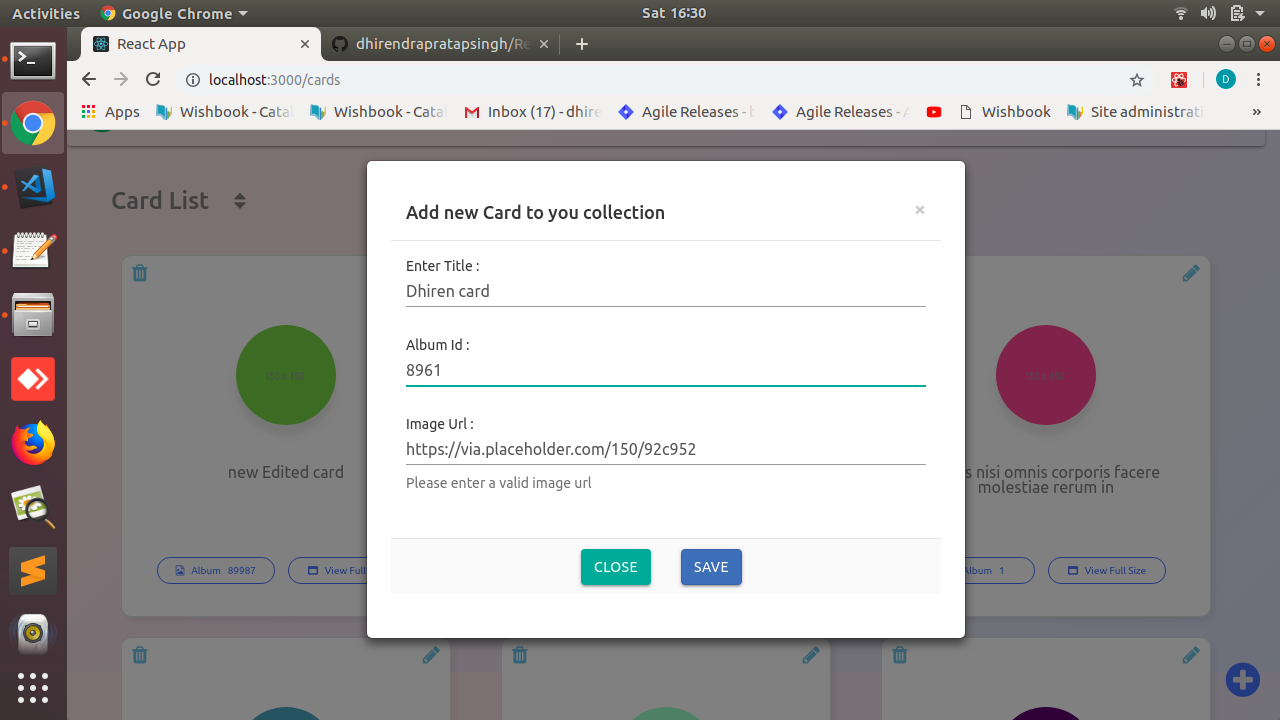 Activities Google Chrome Sat 16:30
React App dhirendrapratapsingh/Re
localhost:3000/cards D
Apps Wishbook - Catal Wishbook - Catal Inbox (17) - dhire Agile Releases - b Agile Releases - A Wishbook Site administrati »
Card List
Add new Card to you collection ×
Enter Title :
Dhiren card
Album Id :
8961
Image Url :
https://via.placeholder.com/150/92c952
Please enter a valid image url
CLOSE SAVE
150 x 150
new Edited card
Album 89987 View Full
150 x 150
s nisi omnis corporis facere
molestiae rerum in
Album 1 View Full Size